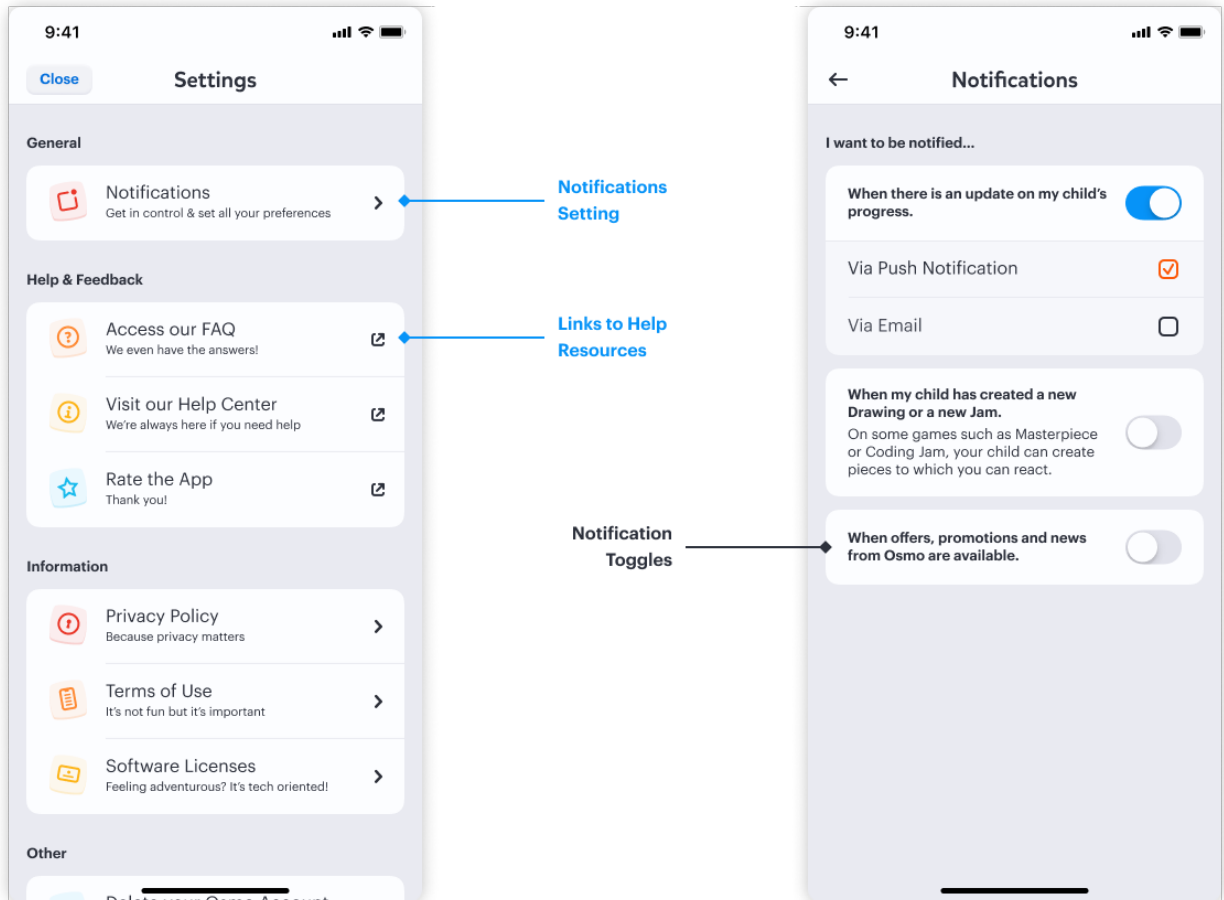 9:41
Close
Settings
General
Notifications
Get in control & set all your preferences
Help & Feedback
Access our FAQ
We even have the answers!
Visit our Help Center
We're always here if you need help
Rate the App
Thank you!
Information
Privacy Policy
Because privacy matters
Terms of Use
It's not fun but it's important
Software Licenses
Feeling adventurous? It's tech oriented!
Other
Delete your Osmo Account
Notifications
Setting
Links to Help
Resources
Notification
Toggles
9:41
Notifications
I want to be notified...
When there is an update on my child's
progress.
Via Push Notification
Via Email
When my child has created a new
Drawing or a new Jam.
On some games such as Masterpiece
or Coding Jam, your child can create
pieces to which you can react.
When offers, promotions and news
from Osmo are available.